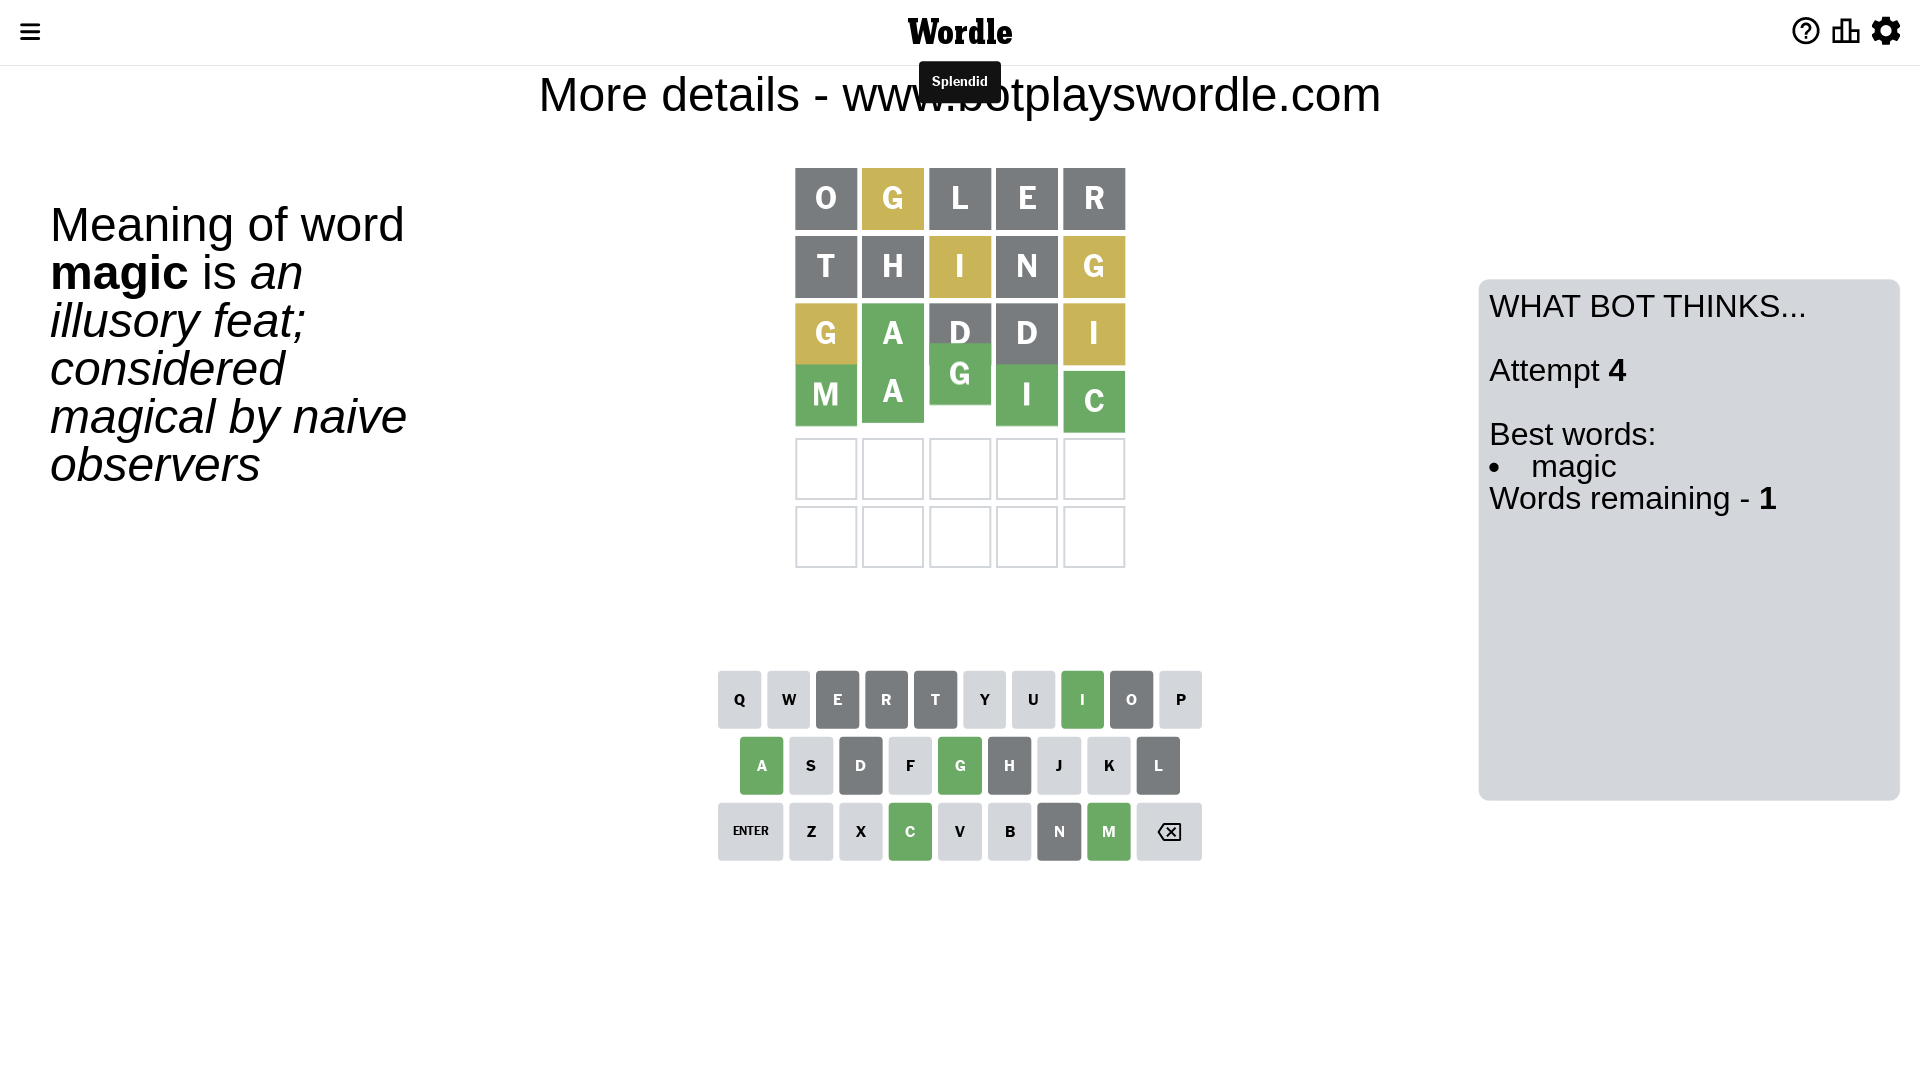 Wordle
Splendid
More details - www.botplayswordle.com
Meaning of word
magic is an
illusory feat;
considered
magical by naive
observers
O G L E R
T H I N G
G A D D I
M A G I C
WHAT BOT THINKS...
Attempt 4
Best words:
• magic
Words remaining - 1
Q W E R T Y U I O P
A S D F G H J K L
ENTER Z X C V B N M